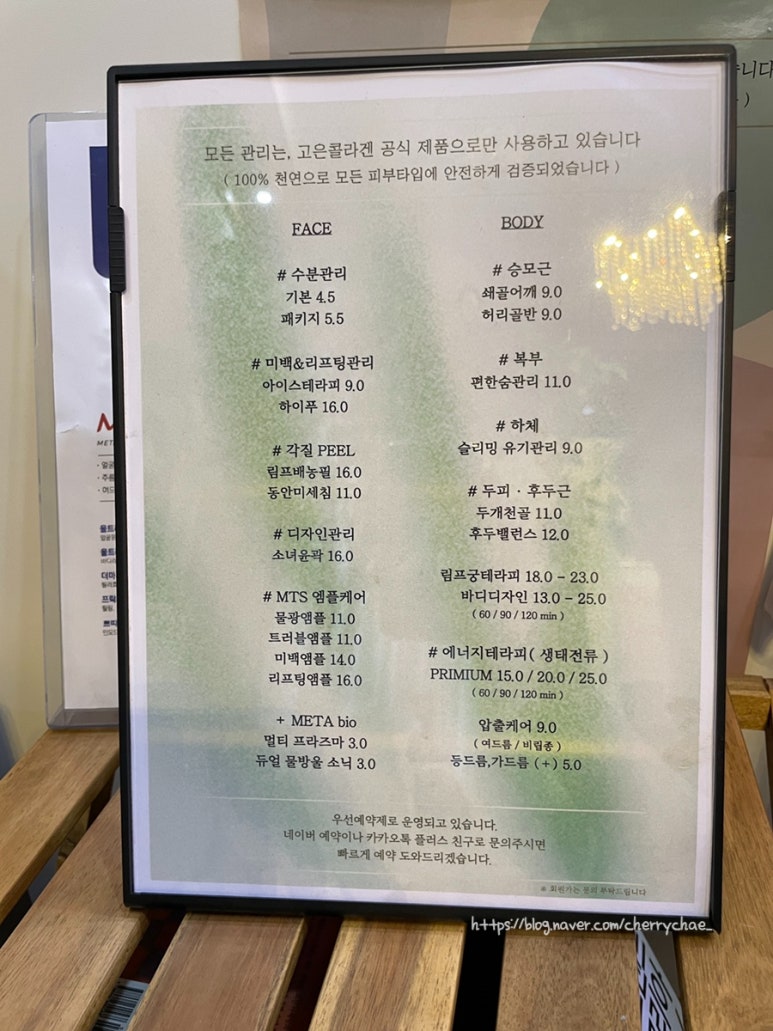 모든 관리는, 고은콜라겐 공식 제품으로만 사용하고 있습니다
( 100% 천연으로 모든 피부타입에 안전하게 검증되었습니다 )
FACE
# 수분관리
기본 4.5
패키지 5.5
# 미백&리프팅관리
아이스테라피 9.0
하이푸 16.0
# 각질 PEEL
림프배농필 16.0
동안미세침 11.0
# 디자인관리
소녀윤곽 16.0
# MTS 엠플케어
물광앰플 11.0
트러블앰플 11.0
미백앰플 14.0
리프팅앰플 16.0
+ META bio
멀티 프라즈마 3.0
듀얼 물방울 소닉 3.0
BODY
# 승모근
쇄골어깨 9.0
허리골반 9.0
# 복부
편한숨관리 11.0
# 하체
슬리밍 유기관리 9.0
# 두피 · 후두근
두개천골 11.0
후두밸런스 12.0
림프궁테라피 18.0 - 23.0
바디디자인 13.0 - 25.0
( 60 / 90 / 120 min )
# 에너지테라피( 생태전류 )
PRIMIUM 15.0 / 20.0 / 25.0
( 60 / 90 / 120 min )
압출케어 9.0
( 여드름 / 비립종 )
등드름,가드름 (+) 5.0
우선예약제로 운영되고 있습니다.
네이버 예약이나 카카오톡 플러스 친구로 문의주시면
빠르게 예약 도와드리겠습니다.
※ 회원가는 문의 부탁드립니다
https://blog.naver.com/cherrychae_